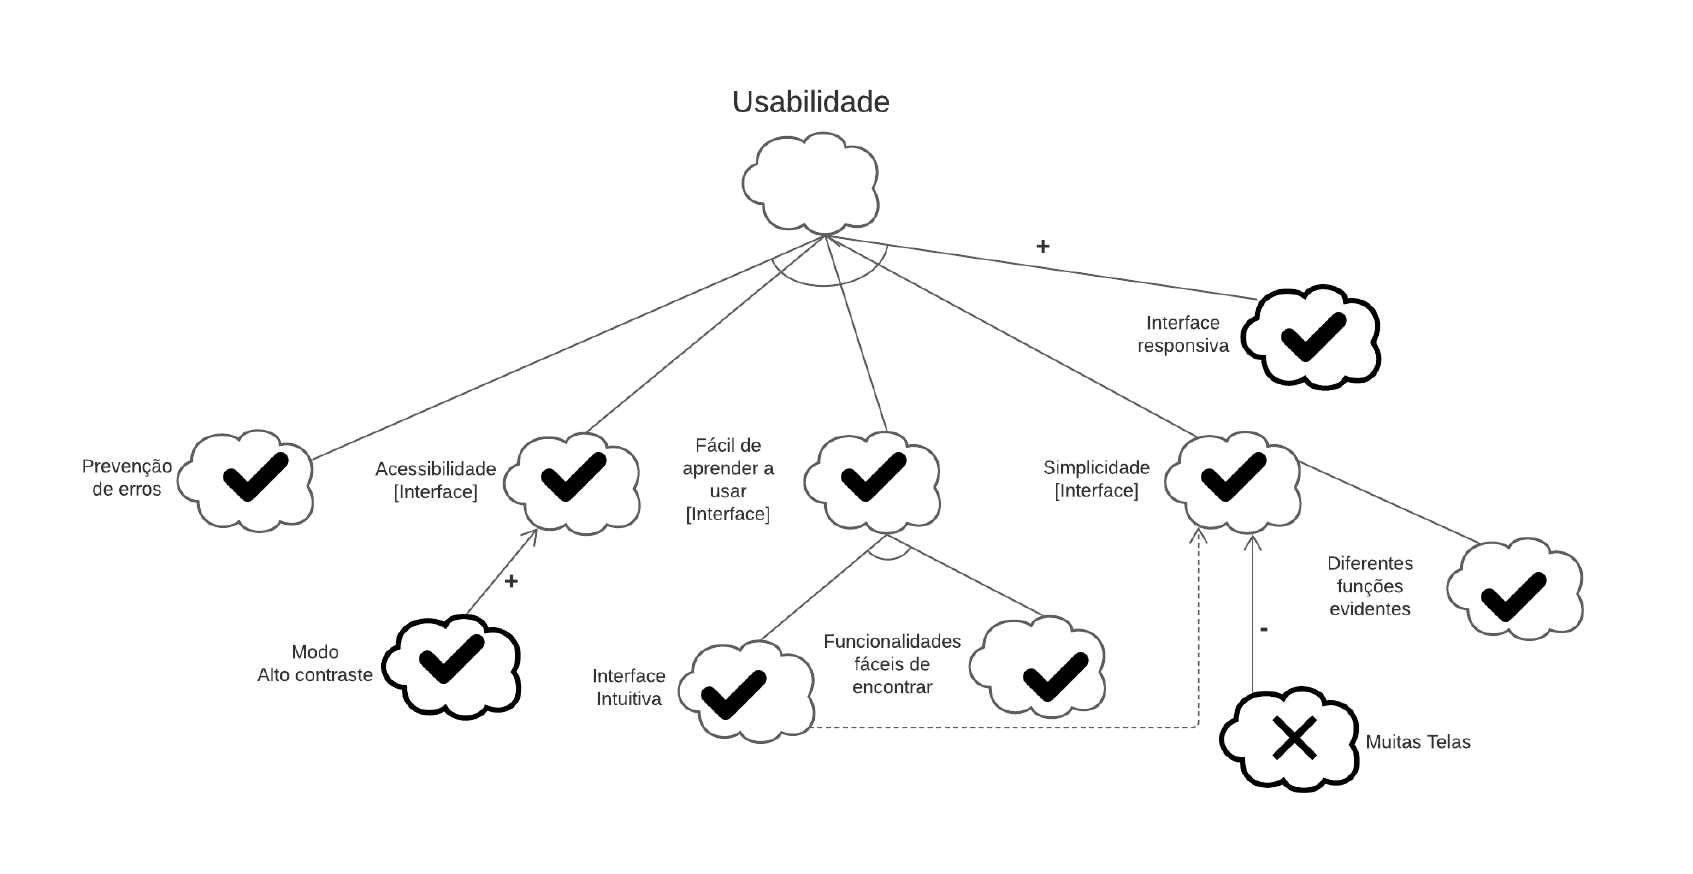 Usabilidade
+
Interface
responsiva
Prevenção
de erros
Acessibilidade
[Interface]
Fácil de
aprender a
usar
[Interface]
Simplicidade
[Interface]
Diferentes
funções
evidentes
+
Modo
Alto contraste
Interface
Intuitiva
Funcionalidades
fáceis de
encontrar
-
Muitas Telas